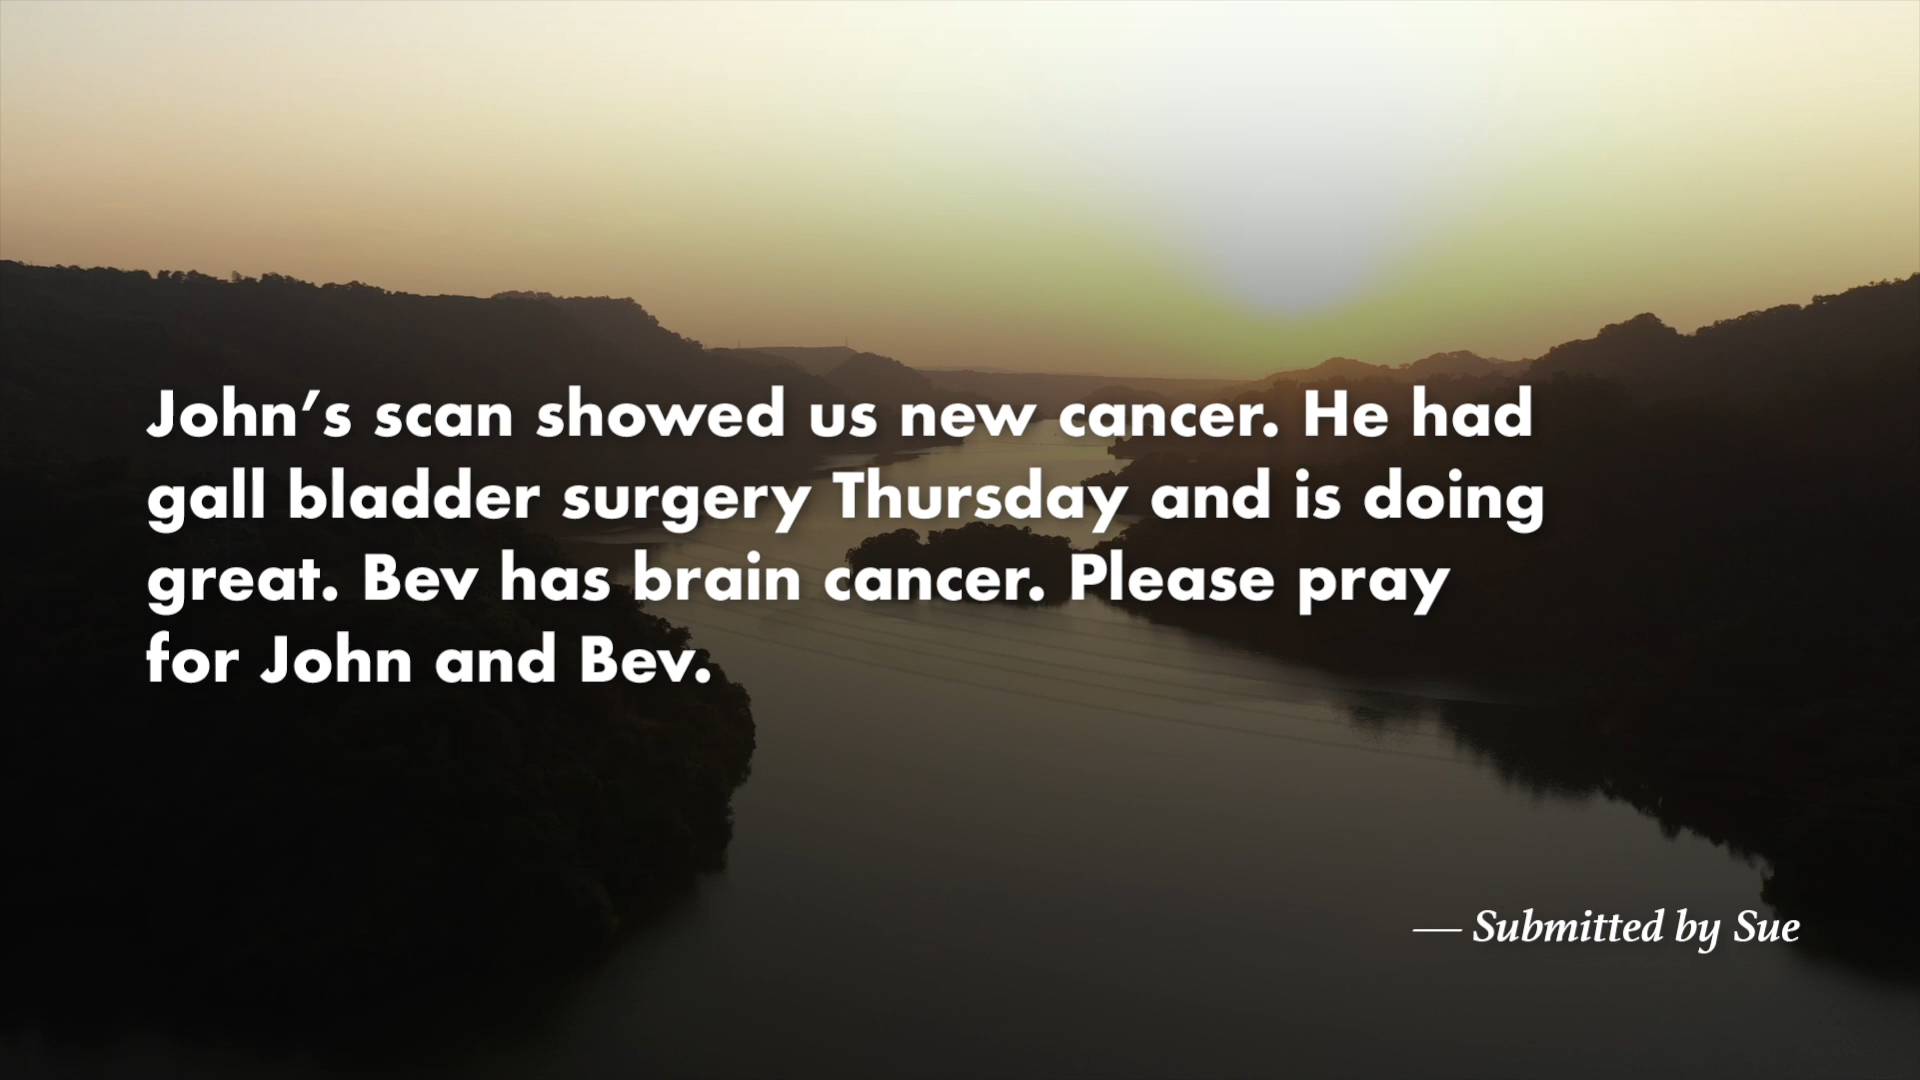 John’s scan showed us new cancer. He had
gall bladder surgery Thursday and is doing
great. Bev has brain cancer. Please pray
for John and Bev.
— Submitted by Sue